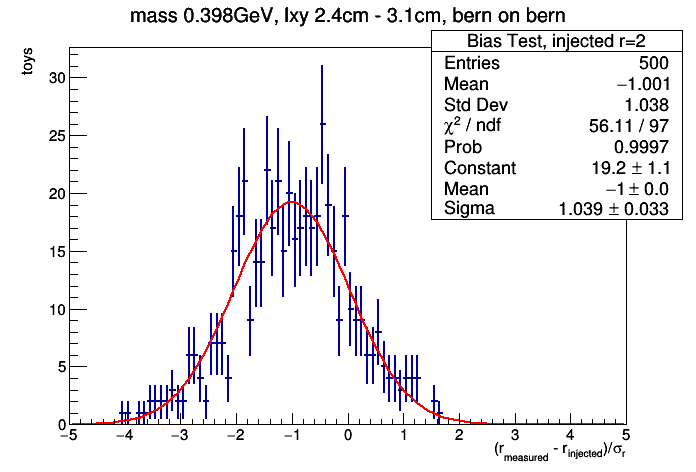 mass 0.398GeV, lxy 2.4cm - 3.1cm, bern on bern
toys
Bias Test, injected r=2
Entries 500
Mean −1.001
Std Dev 1.038
χ² / ndf 56.11 / 97
Prob 0.9997
Constant 19.2 ± 1.1
Mean −1 ± 0.0
Sigma 1.039 ± 0.033
30
25
20
15
10
5
0
−5 −4 −3 −2 −1 0 1 2 3 4 5
(r_measured - r_injected)/σ_r